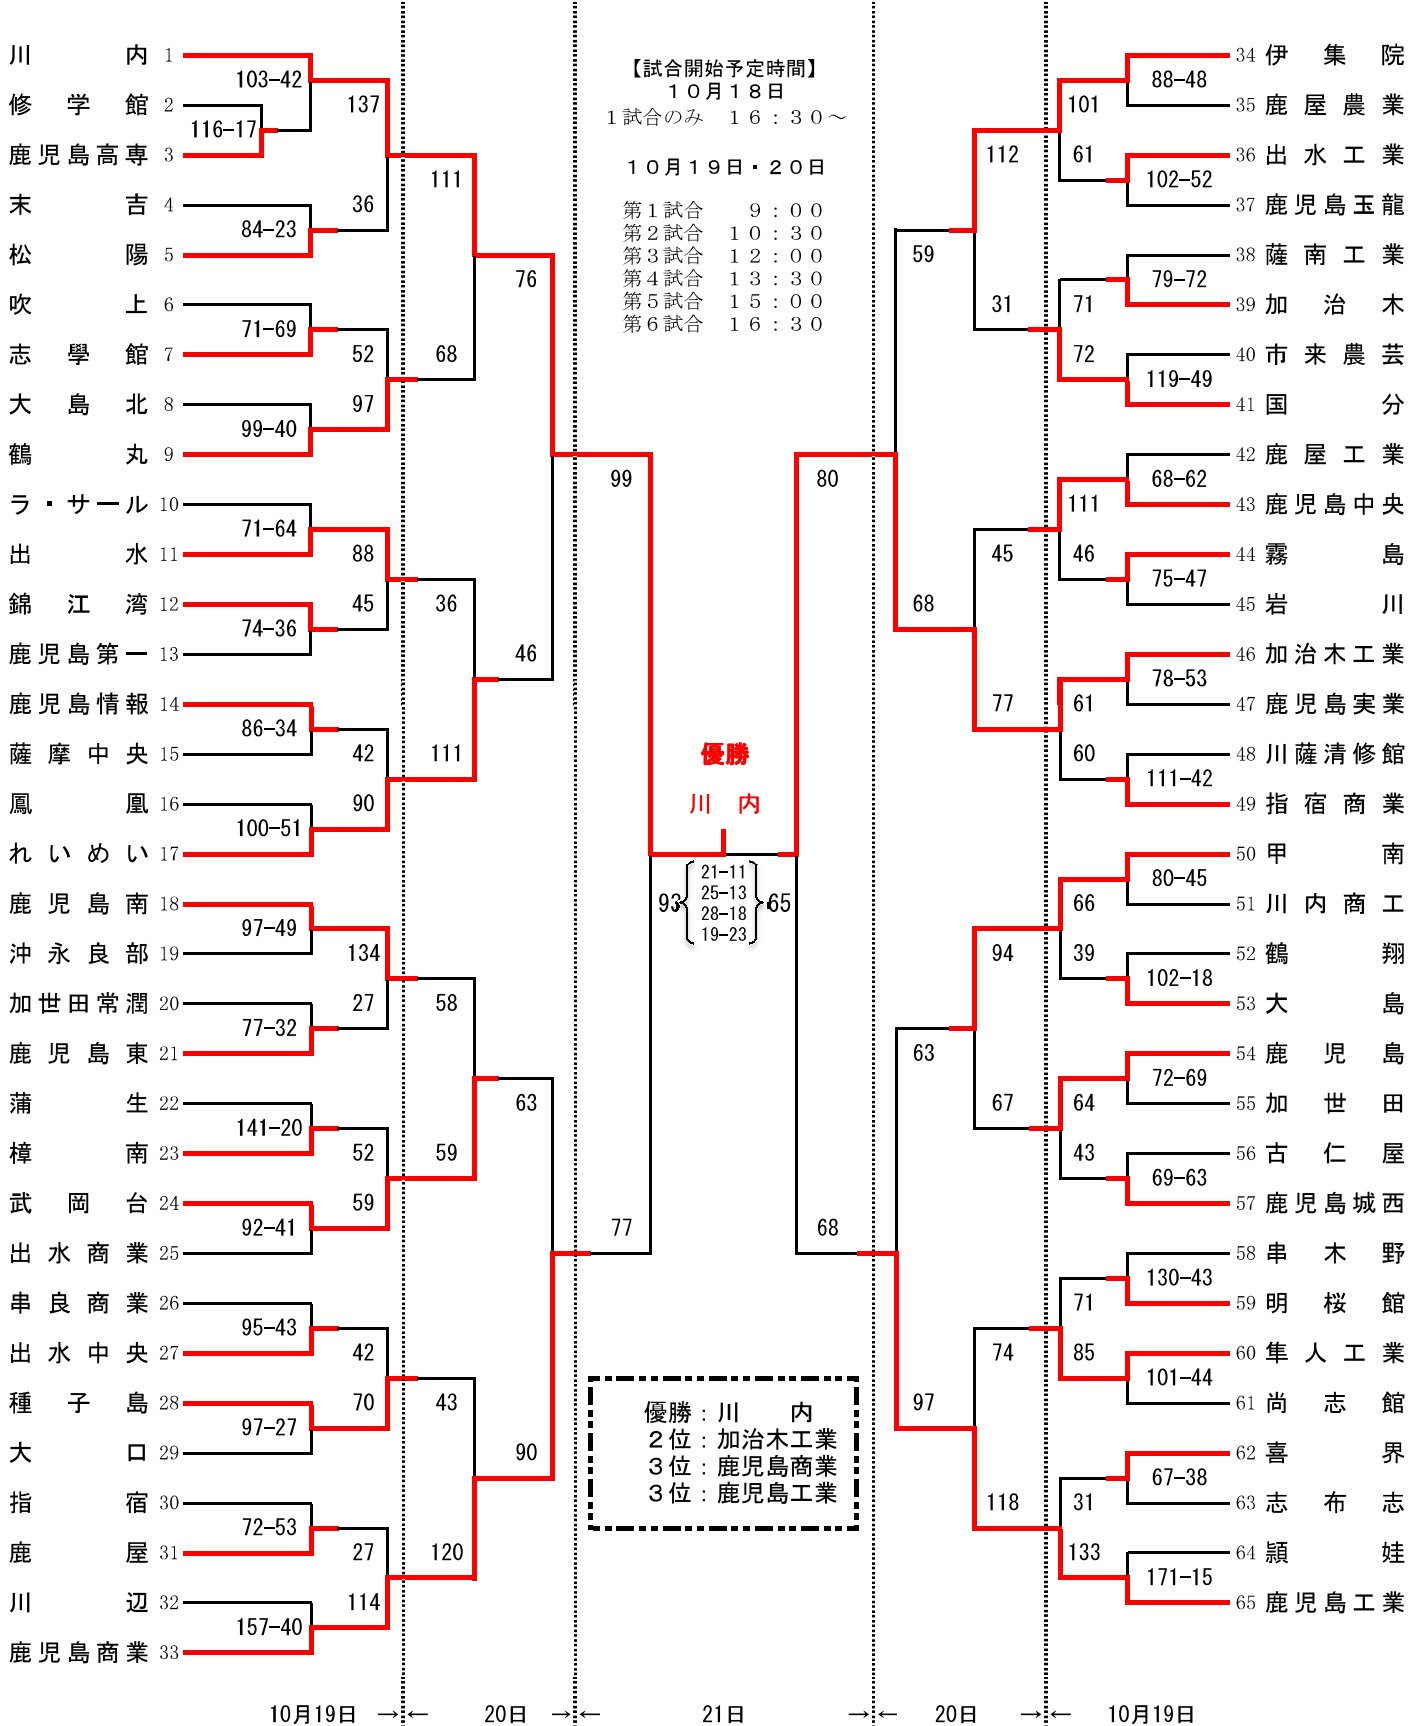 川内 1
103-42
修学館 2
137
116-17
鹿児島高専 3
111
末吉 4
36
84-23
松陽 5
76
吹上 6
71-69
志學館 7
52
68
大島北 8
97
99-40
鶴丸 9
99
ラ・サール 10
71-64
出水 11
88
錦江湾 12
45
36
74-36
鹿児島第一 13
46
鹿児島情報 14
86-34
薩摩中央 15
42
111
鳳凰 16
90
100-51
れいめい 17
鹿児島南 18
97-49
沖永良部 19
134
加世田常潤 20
27
58
77-32
鹿児島東 21
蒲生 22
63
141-20
樟南 23
52
59
武岡台 24
59
92-41
77
出水商業 25
串良商業 26
95-43
出水中央 27
42
種子島 28
70
43
97-27
大口 29
90
指宿 30
72-53
鹿屋 31
27
120
川辺 32
114
157-40
鹿児島商業 33
【試合開始予定時間】
10月18日
1試合のみ 16:30～
10月19日・20日
第1試合 9:00
第2試合 10:30
第3試合 12:00
第4試合 13:30
第5試合 15:00
第6試合 16:30
優勝
川内
21-11
25-13
93 65
28-18
19-23
優勝:川内
2位:加治木工業
3位:鹿児島商業
3位:鹿児島工業
34 伊集院
88-48
101
35 鹿屋農業
112
61
36 出水工業
102-52
37 鹿児島玉龍
59
38 薩南工業
79-72
31
71
39 加治木
72
40 市来農芸
119-49
41 国分
80
42 鹿屋工業
68-62
111
43 鹿児島中央
45
46
44 霧島
75-47
68
45 岩川
46 加治木工業
78-53
77
61
47 鹿児島実業
60
48 川薩清修館
111-42
49 指宿商業
50 甲南
80-45
66
51 川内商工
94
39
52 鶴翔
102-18
53 大島
63
54 鹿児島
72-69
67
64
55 加世田
43
56 古仁屋
69-63
57 鹿児島城西
68
58 串木野
130-43
71
59 明桜館
74
85
60 隼人工業
101-44
97
61 尚志館
62 喜界
67-38
118
31
63 志布志
133
64 頴娃
171-15
65 鹿児島工業
10月19日 →← 20日 →← 21日 →← 20日 →← 10月19日